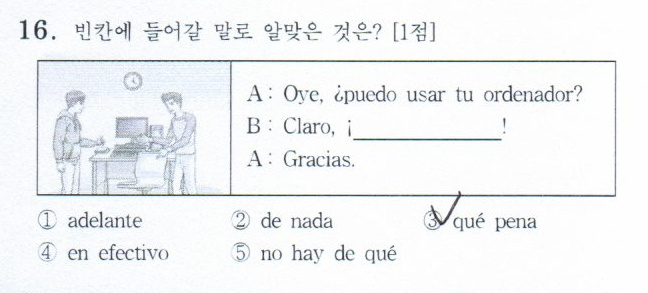 16. 빈칸에 들어갈 말로 알맞은 것은? [1점]
A : Oye, ¿puedo usar tu ordenador?
B : Claro, ¡____________!
A : Gracias.
① adelante ② de nada ③ qué pena
④ en efectivo ⑤ no hay de qué